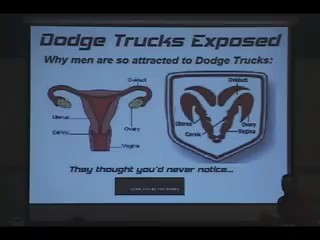 Dodge Trucks Exposed
Why men are so attracted to Dodge Trucks:
Oviduct
Uterus
Cervix
Ovary
Vagina
Oviduct
Uterus
Ovary
Cervix
Vagina
They thought you'd never notice...